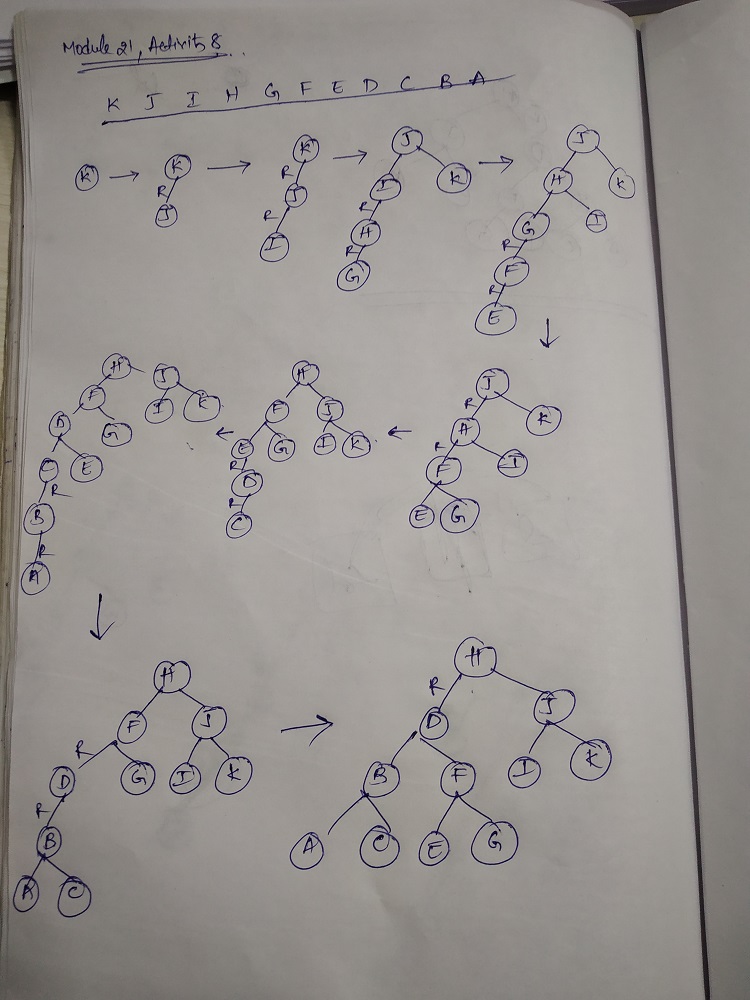 Module 21, Activity 8
K J I H G F E D C B A
K
K
R
J
K
R
J
R
I
J
I K
R
H
R
G
J
H K
G I
R
F
R
E
J
R
H K
R
F I
E G
H
F J
E G I K
R
D
R
C
H J
F I K
D G
C E
R
B
R
A
H
F J
R
D G I K
R
B
A C
H
R
D J
B F I K
A C E G